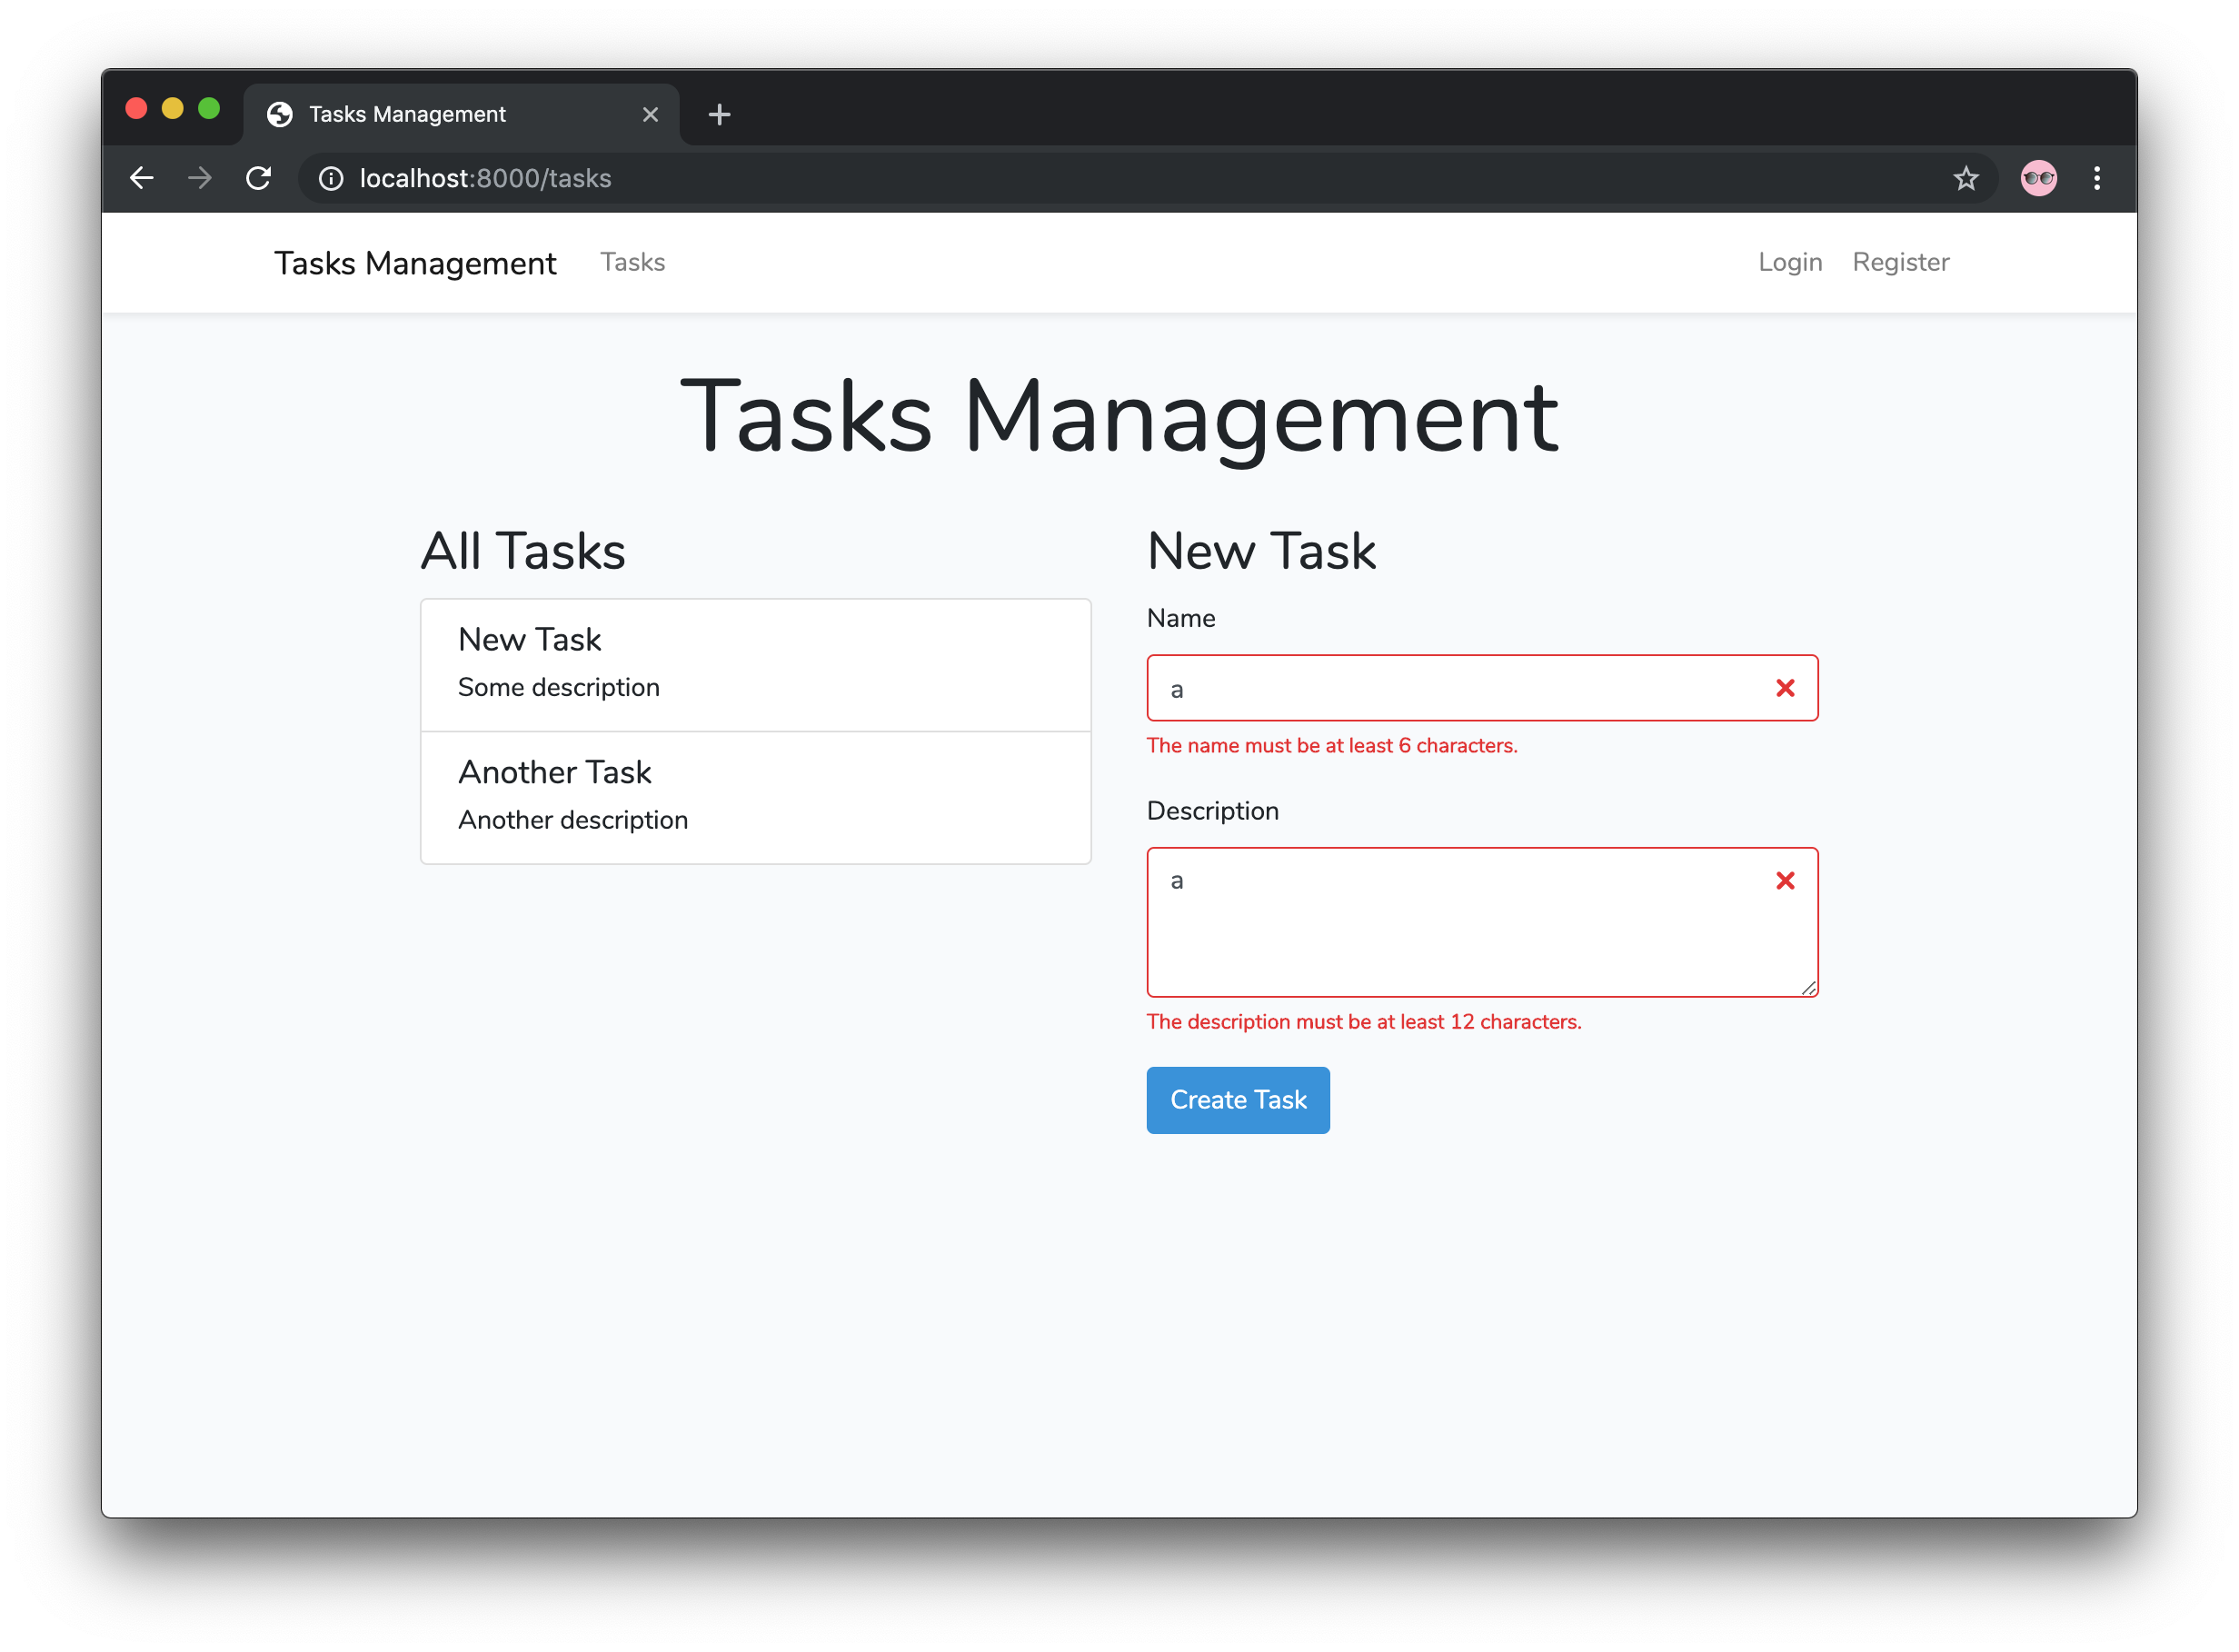 Tasks Management
localhost:8000/tasks
Tasks Management Tasks Login Register
Tasks Management
All Tasks
New Task
Some description
Another Task
Another description
New Task
Name
a
The name must be at least 6 characters.
Description
a
The description must be at least 12 characters.
Create Task